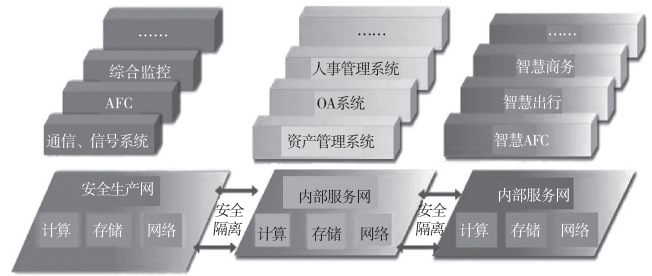 ……
综合监控
AFC
通信、信号系统
……
人事管理系统
OA系统
资产管理系统
……
智慧商务
智慧出行
智慧AFC
安全生产网
计算 存储 网络
安全
隔离
内部服务网
计算 存储 网络
安全
隔离
内部服务网
计算 存储 网络